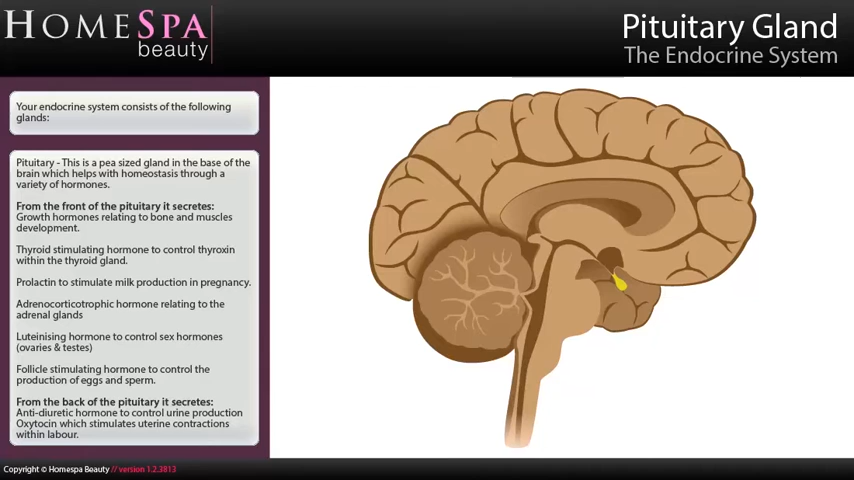 HOMESPA
beauty
Pituitary Gland
The Endocrine System
Your endocrine system consists of the following
glands:
Pituitary - This is a pea sized gland in the base of the
brain which helps with homeostasis through a
variety of hormones.
From the front of the pituitary it secretes:
Growth hormones relating to bone and muscles
development.
Thyroid stimulating hormone to control thyroxin
within the thyroid gland.
Prolactin to stimulate milk production in pregnancy.
Adrenocorticotrophic hormone relating to the
adrenal glands
Luteinising hormone to control sex hormones
(ovaries & testes)
Follicle stimulating hormone to control the
production of eggs and sperm.
From the back of the pituitary it secretes:
Anti-diuretic hormone to control urine production
Oxytocin which stimulates uterine contractions
within labour.
Copyright © Homespa Beauty // version 1.2.3813